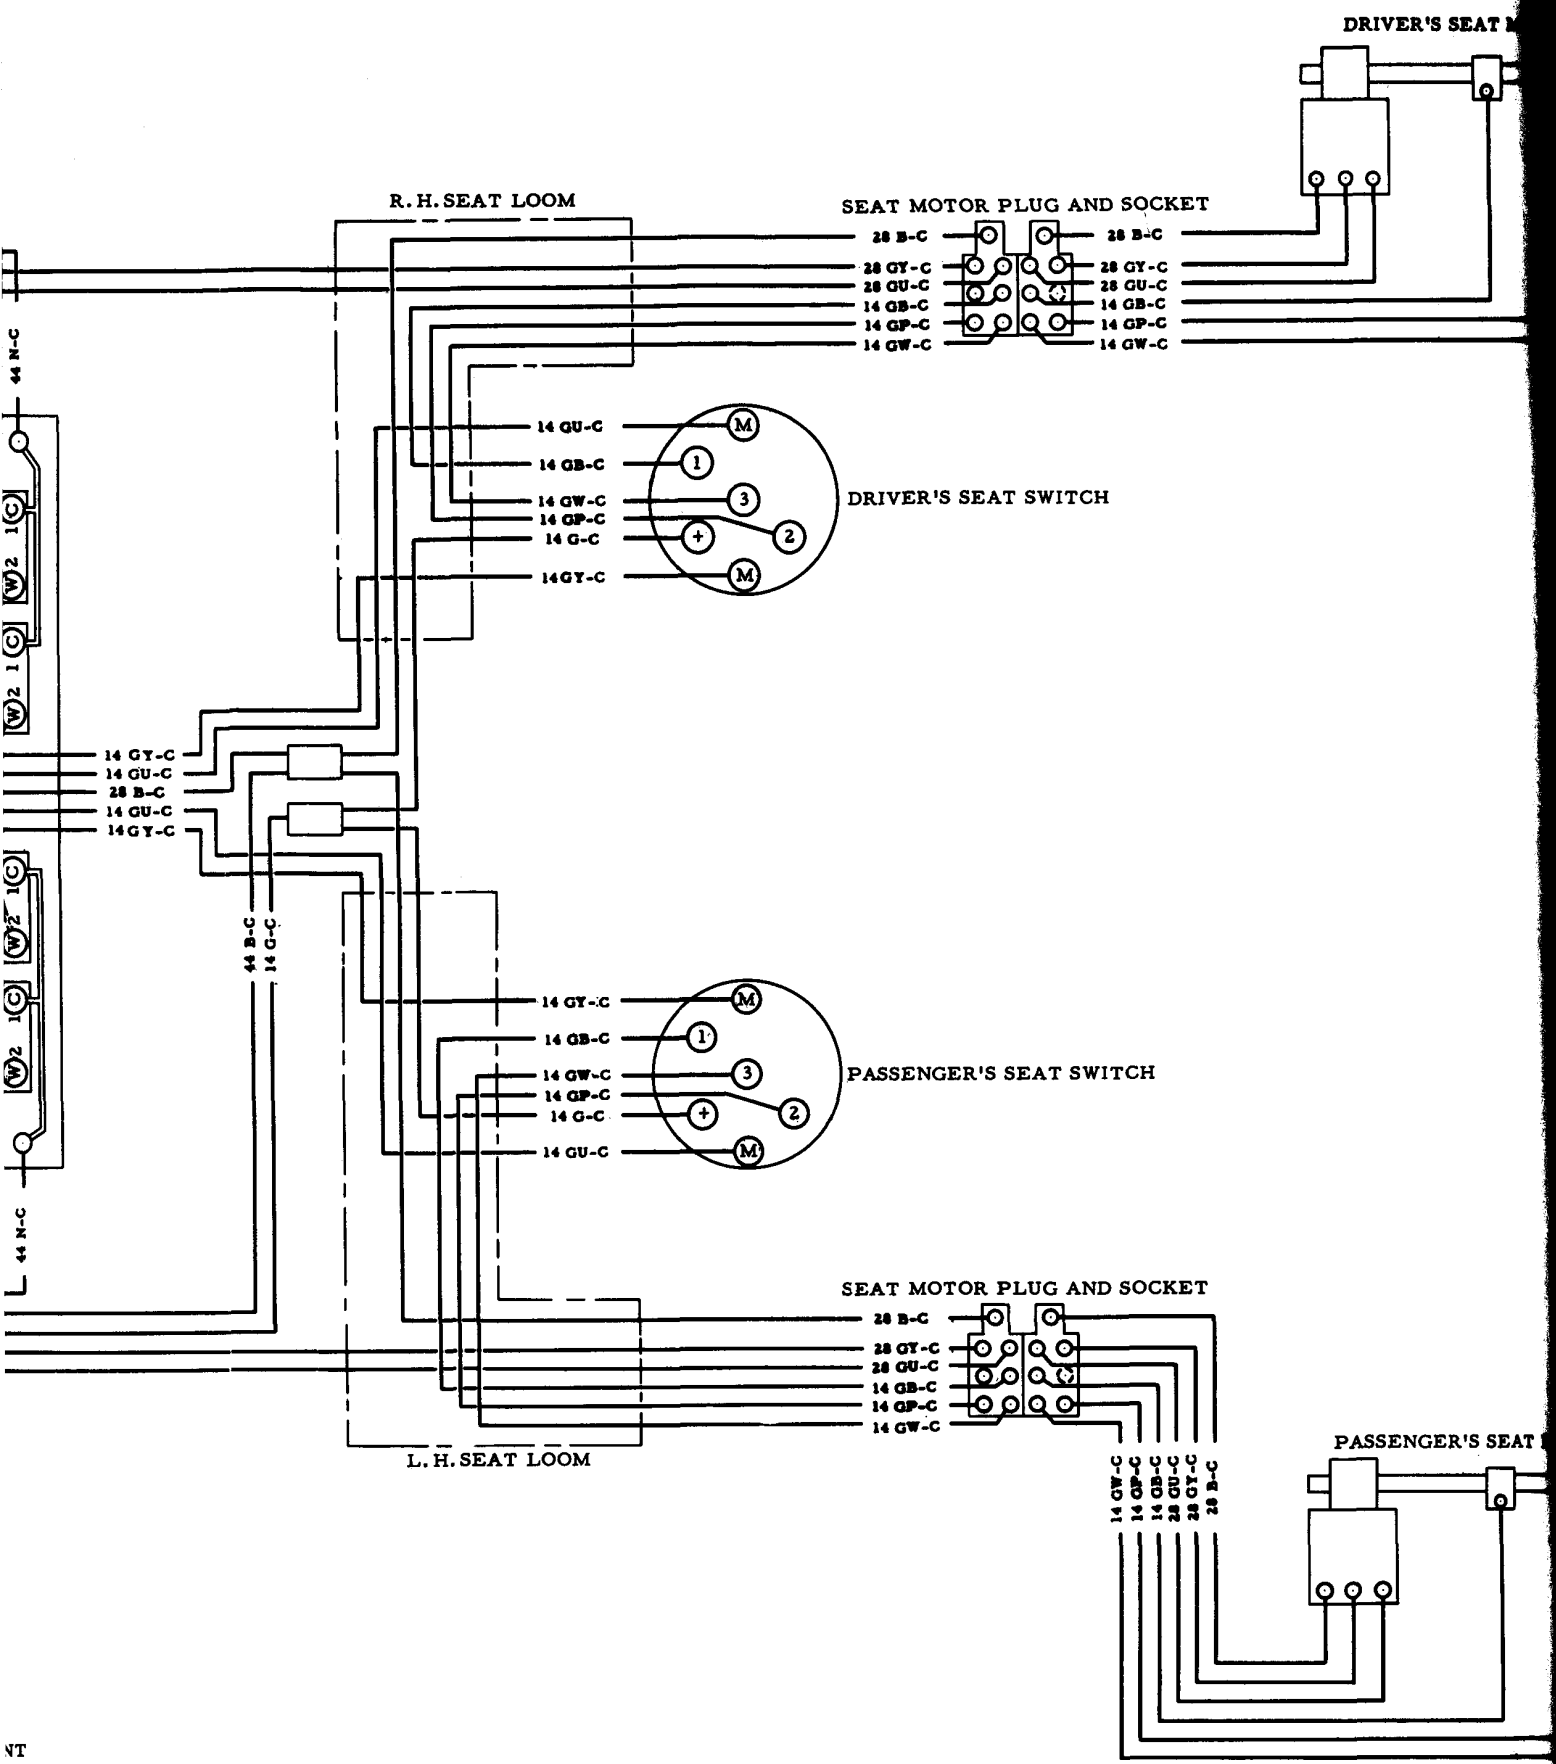 DRIVER'S SEAT
R.H. SEAT LOOM
SEAT MOTOR PLUG AND SOCKET
28 B-C
28 B-C
28 GY-C
28 GY-C
28 GU-C
28 GU-C
14 GB-C
14 GB-C
14 GP-C
14 GP-C
14 GW-C
14 GW-C
44 N-C
14 GU-C
M
14 GB-C
1
14 GW-C
3
DRIVER'S SEAT SWITCH
14 GP-C
2
14 G-C
+
14 GY-C
M
1 C
W 2
1 C
W 2
14 GY-C
14 GU-C
28 B-C
14 GU-C
14 GY-C
1 C
W 2
1 C
W 2
44 B-C
14 G-C
14 GY-C
M
14 GB-C
1
14 GW-C
3
PASSENGER'S SEAT SWITCH
14 GP-C
2
14 G-C
+
14 GU-C
M
44 N-C
SEAT MOTOR PLUG AND SOCKET
28 B-C
28 GY-C
28 GU-C
14 GB-C
14 GP-C
14 GW-C
L.H. SEAT LOOM
PASSENGER'S SEAT
14 GW-C
14 GP-C
14 GB-C
28 GU-C
28 GY-C
28 B-C
NT